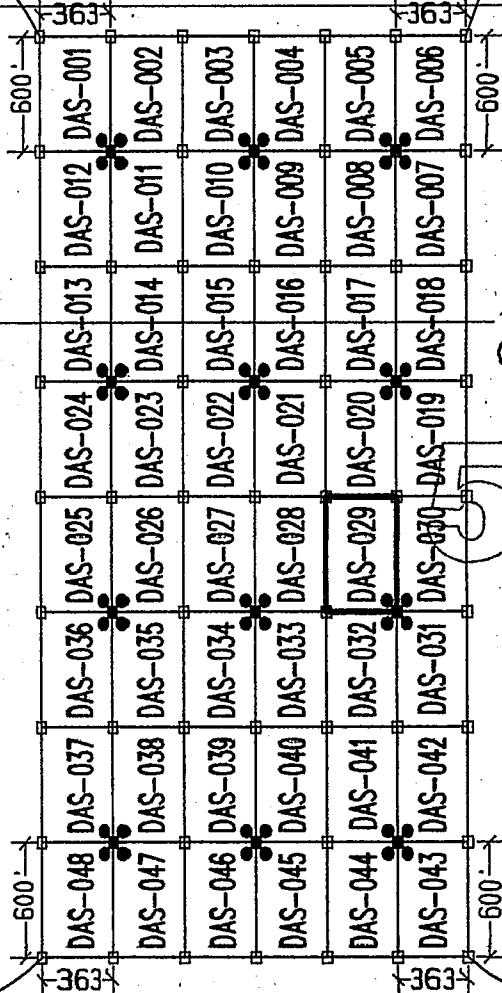 363 363
600' DAS-001 DAS-002 DAS-003 DAS-004 DAS-005 DAS-006 600'
DAS-012 DAS-011 DAS-010 DAS-009 DAS-008 DAS-007
DAS-013 DAS-014 DAS-015 DAS-016 DAS-017 DAS-018
DAS-024 DAS-023 DAS-022 DAS-021 DAS-020 DAS-019
DAS-025 DAS-026 DAS-027 DAS-028 DAS-029 DAS-030 5
DAS-036 DAS-035 DAS-034 DAS-033 DAS-032 DAS-031
DAS-037 DAS-038 DAS-039 DAS-040 DAS-041 DAS-042
600' DAS-048 DAS-047 DAS-046 DAS-045 DAS-044 DAS-043 600'
363 363